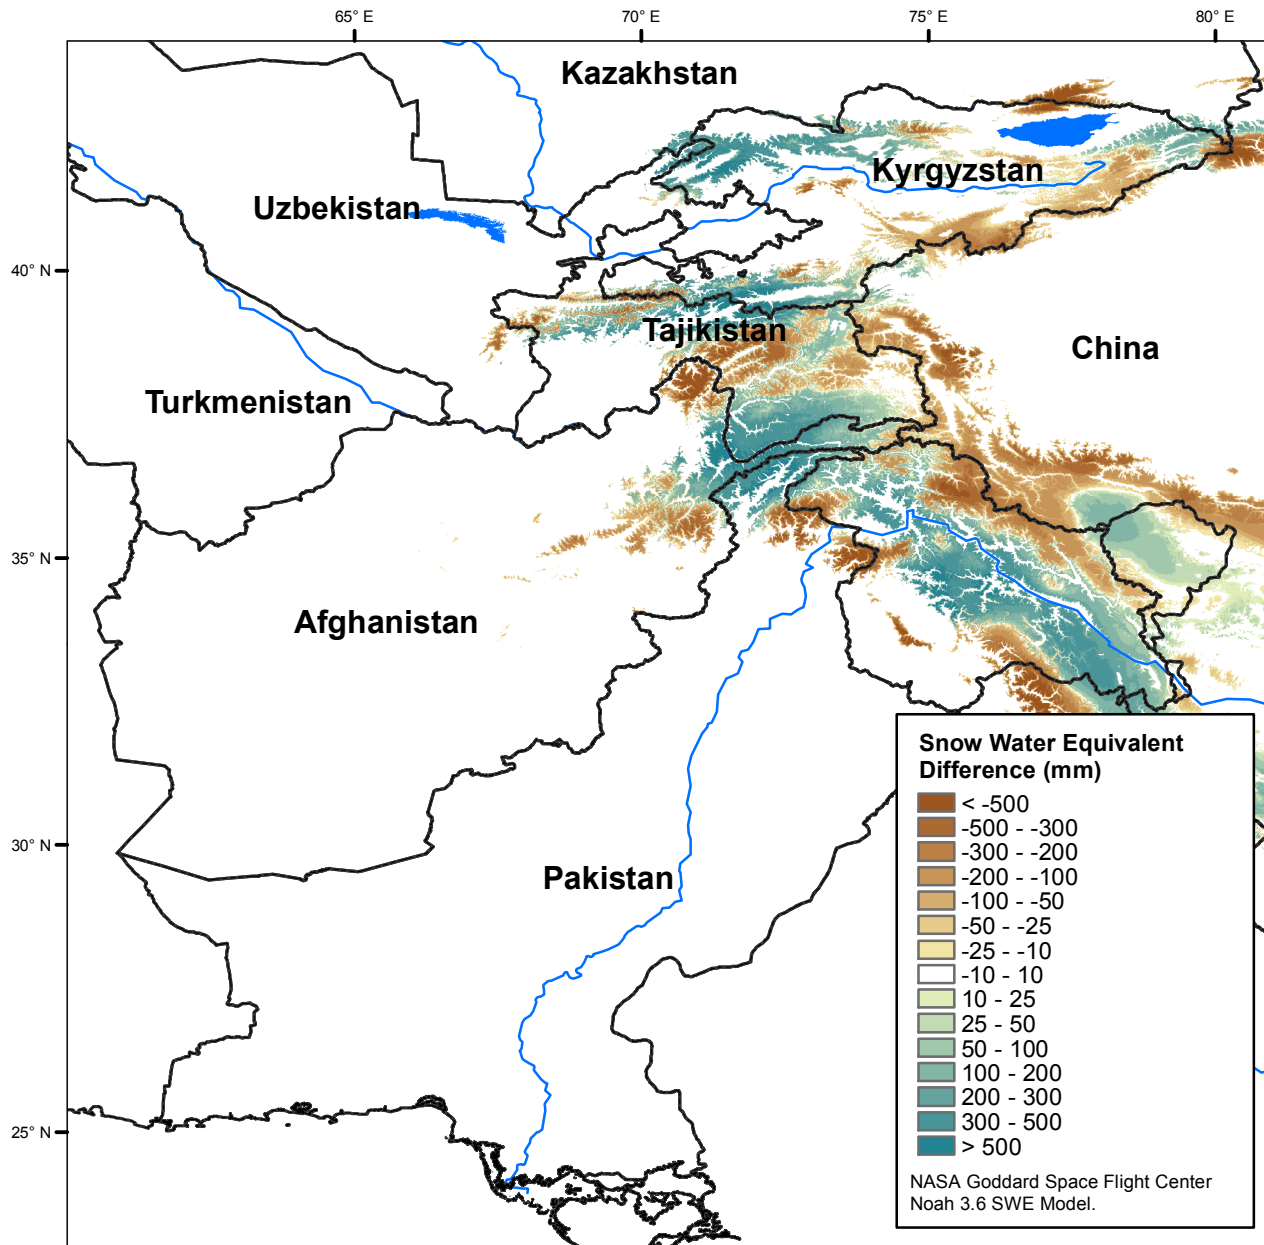 65° E
70° E
75° E
80° E
Kazakhstan
Kyrgyzstan
Uzbekistan
40° N
Tajikistan
China
Turkmenistan
35° N
Afghanistan
Snow Water Equivalent
Difference (mm)
< -500
-500 - -300
-300 - -200
-200 - -100
-100 - -50
-50 - -25
-25 - -10
-10 - 10
10 - 25
25 - 50
50 - 100
100 - 200
200 - 300
300 - 500
> 500
NASA Goddard Space Flight Center
Noah 3.6 SWE Model.
30° N
Pakistan
25° N